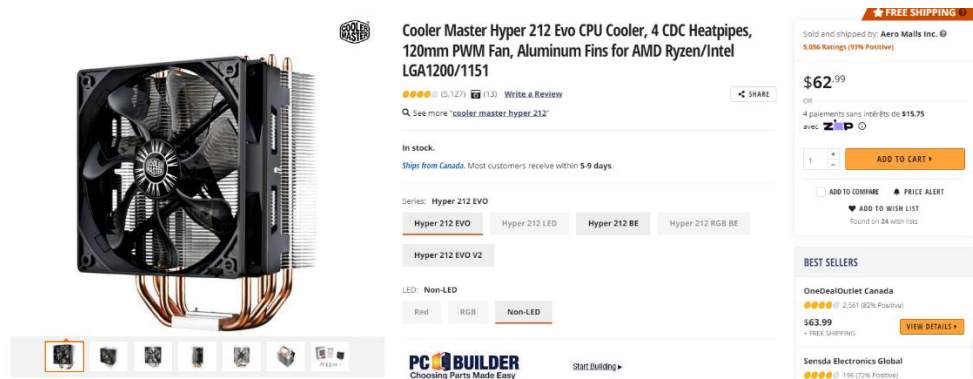 COOLER
MASTER
Cooler Master Hyper 212 Evo CPU Cooler, 4 CDC Heatpipes,
120mm PWM Fan, Aluminum Fins for AMD Ryzen/Intel
LGA1200/1151
(5,127) (13) Write a Review
SHARE
See more "cooler master hyper 212"
In stock.
Ships from Canada. Most customers receive within 5-9 days.
Series: Hyper 212 EVO
Hyper 212 EVO Hyper 212 LED Hyper 212 BE Hyper 212 RGB BE
Hyper 212 EVO V2
LED: Non-LED
Red RGB Non-LED
PC BUILDER
Choosing Parts Made Easy
Start Building
FREE SHIPPING
Sold and shipped by: Aero Malls Inc.
5,056 Ratings (93% Positive)
$62.99
OR
4 paiements sans intérêts de $15.75
avec ZIP
1 + - ADD TO CART
ADD TO COMPARE PRICE ALERT
ADD TO WISH LIST
Found on 24 wish lists
BEST SELLERS
OneDealOutlet Canada
2,561 (82% Positive)
$63.99
+ FREE SHIPPING
VIEW DETAILS
Sensda Electronics Global
196 (72% Positive)